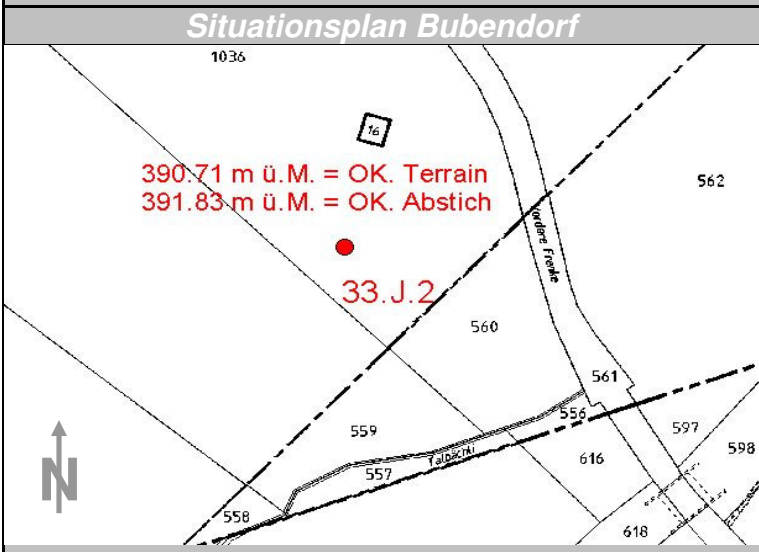 Situationsplan Bubendorf
1036
16
390.71 m ü.M. = OK. Terrain
391.83 m ü.M. = OK. Abstich
562
Vordere Frenke
33.J.2
560
561
556
559
597
Talbächli
598
557
616
558
618
N